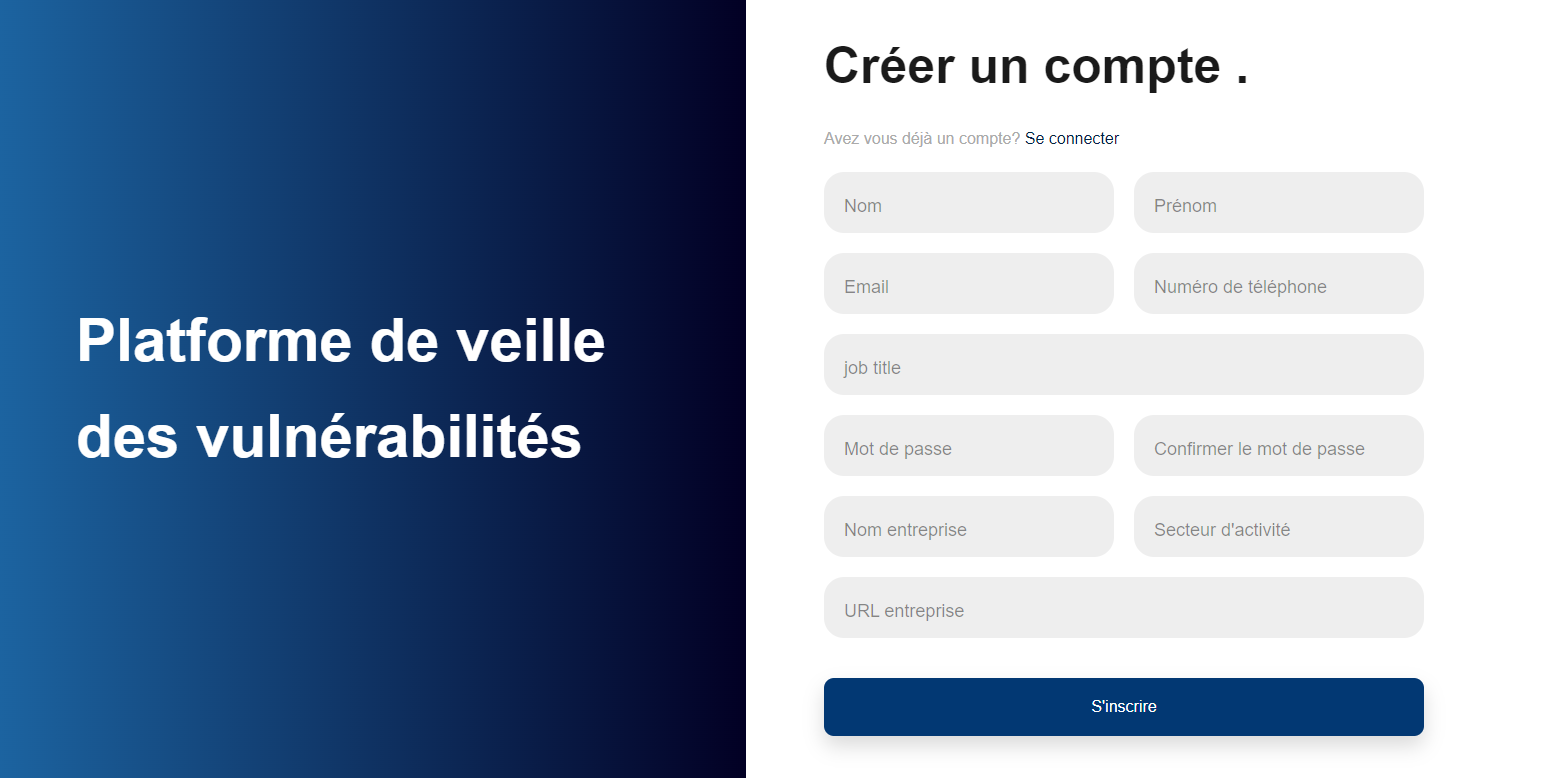 Platforme de veille
des vulnérabilités
Créer un compte .
Avez vous déjà un compte? Se connecter
Nom
Prénom
Email
Numéro de téléphone
job title
Mot de passe
Confirmer le mot de passe
Nom entreprise
Secteur d'activité
URL entreprise
S'inscrire